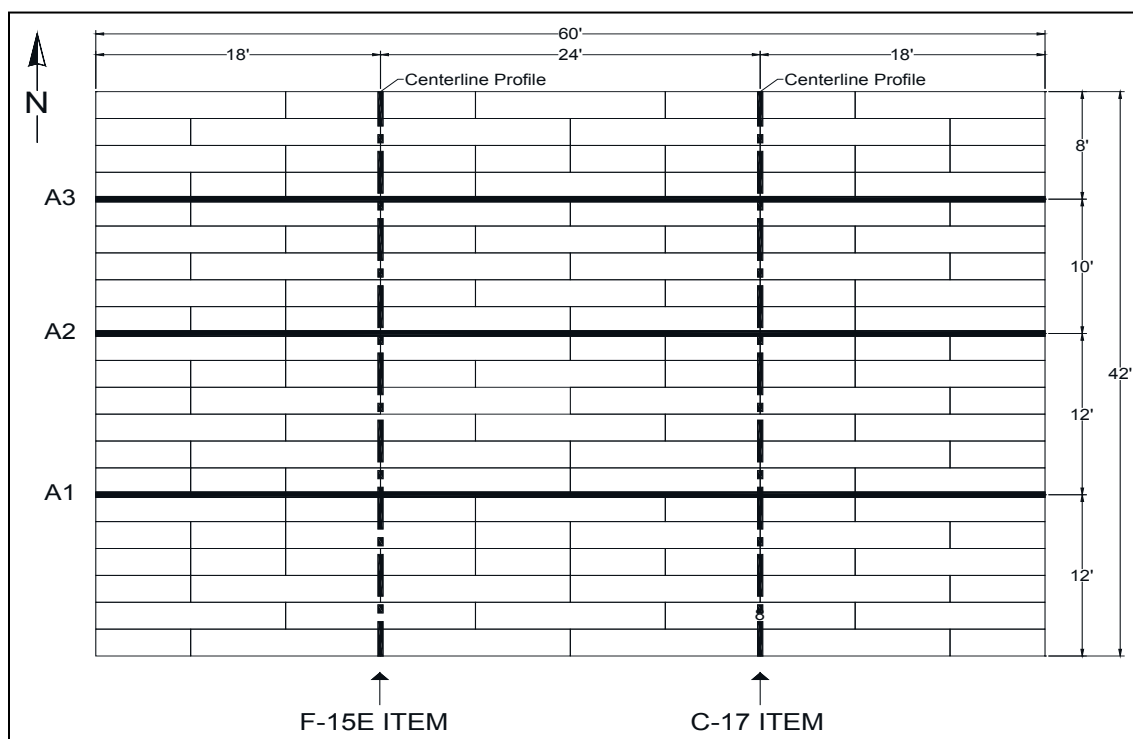 60'
18' 24' 18'
Centerline Profile Centerline Profile
N
8'
A3
10'
A2
42'
12'
A1
12'
8
F-15E ITEM C-17 ITEM